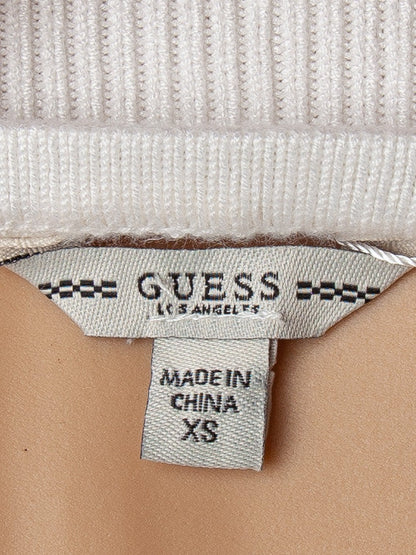 GUESS
LOS ANGELES
MADE IN
CHINA
XS